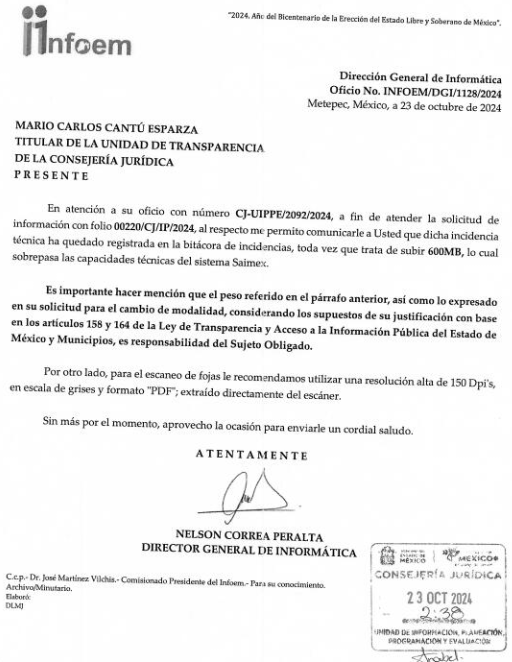 infoem
"2024. Año del Bicentenario de la Erección del Estado Libre y Soberano de México".
Dirección General de Informática
Oficio No. INFOEM/DGI/1128/2024
Metepec, México, a 23 de octubre de 2024
MARIO CARLOS CANTÚ ESPARZA
TITULAR DE LA UNIDAD DE TRANSPARENCIA
DE LA CONSEJERÍA JURÍDICA
P R E S E N T E
En atención a su oficio con número CJ-UIPPE/2092/2024, a fin de atender la solicitud de
información con folio 00220/CJ/IP/2024, al respecto me permito comunicarle a Usted que dicha incidencia
técnica ha quedado registrada en la bitácora de incidencias, toda vez que trata de subir 600MB, lo cual
sobrepasa las capacidades técnicas del sistema Saimex.
Es importante hacer mención que el peso referido en el párrafo anterior, así como lo expresado
en su solicitud para el cambio de modalidad, considerando los supuestos de su justificación con base
en los artículos 158 y 164 de la Ley de Transparencia y Acceso a la Información Pública del Estado de
México y Municipios, es responsabilidad del Sujeto Obligado.
Por otro lado, para el escaneo de fojas le recomendamos utilizar una resolución alta de 150 Dpi's,
en escala de grises y formato "PDF"; extraído directamente del escáner.
Sin más por el momento, aprovecho la ocasión para enviarle un cordial saludo.
A T E N T A M E N T E
NELSON CORREA PERALTA
DIRECTOR GENERAL DE INFORMÁTICA
C.c.p.- Dr. José Martínez Vilchis.- Comisionado Presidente del Infoem.- Para su conocimiento.
Archivo/Minutario.
Elaboró:
DLMJ
MÉXICO
¡MÉXICO!
CONSEJERÍA JURÍDICA
23 OCT 2024
2:38
UNIDAD DE INFORMACIÓN, PLANEACIÓN,
PROGRAMACIÓN Y EVALUACIÓN
Anabel